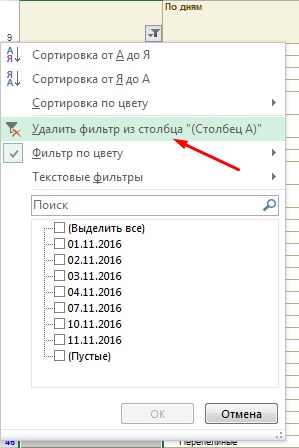 По дням
9
Сортировка от А до Я
Сортировка от Я до А
Сортировка по цвету
Удалить фильтр из столбца "(Столбец A)"
Фильтр по цвету
Текстовые фильтры
Поиск
(Выделить все)
01.11.2016
02.11.2016
03.11.2016
04.11.2016
07.11.2016
10.11.2016
11.11.2016
(Пустые)
ОК
Отмена
46
Перепелиные